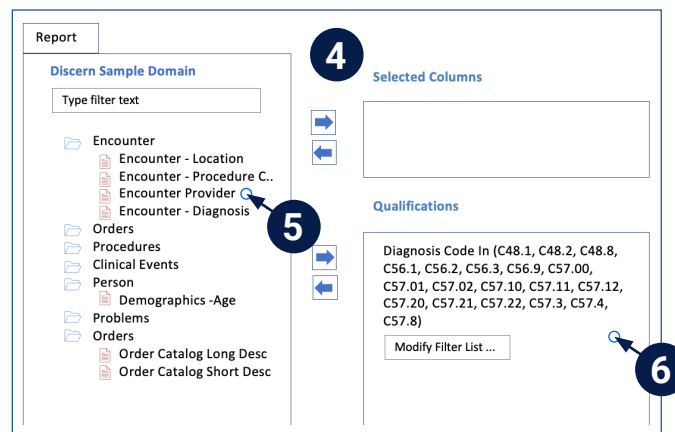 Report
4
Discern Sample Domain
Type filter text
Encounter
Encounter - Location
Encounter - Procedure C..
Encounter Provider
Encounter - Diagnosis
5
Orders
Procedures
Clinical Events
Person
Demographics -Age
Problems
Orders
Order Catalog Long Desc
Order Catalog Short Desc
Selected Columns
Qualifications
Diagnosis Code In (C48.1, C48.2, C48.8,
C56.1, C56.2, C56.3, C56.9, C57.00,
C57.01, C57.02, C57.10, C57.11, C57.12,
C57.20, C57.21, C57.22, C57.3, C57.4,
C57.8)
Modify Filter List ...
6